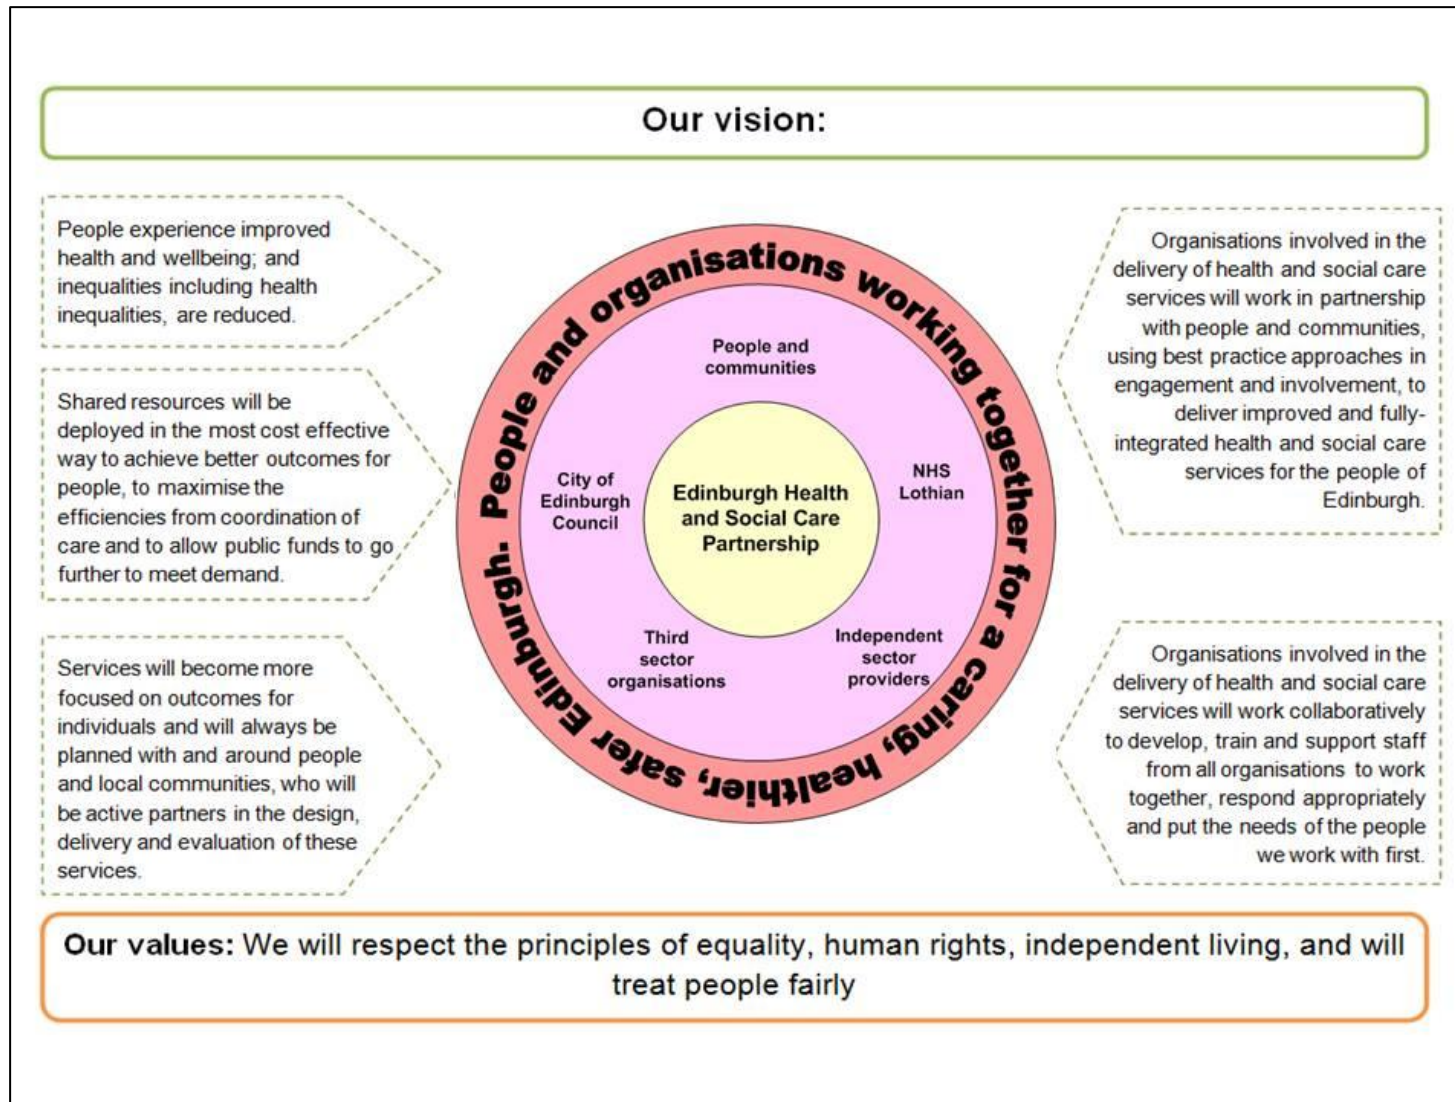 Our vision:
People experience improved
health and wellbeing; and
inequalities including health
inequalities, are reduced.
Shared resources will be
deployed in the most cost effective
way to achieve better outcomes for
people, to maximise the
efficiencies from coordination of
care and to allow public funds to go
further to meet demand.
Services will become more
focused on outcomes for
individuals and will always be
planned with and around people
and local communities, who will
be active partners in the design,
delivery and evaluation of these
services.
People and organisations working together for a caring, healthier, safer Edinburgh.
People and
communities
City of
Edinburgh
Council
Edinburgh Health
and Social Care
Partnership
NHS
Lothian
Third
sector
organisations
Independent
sector
providers
Organisations involved in the
delivery of health and social care
services will work in partnership
with people and communities,
using best practice approaches in
engagement and involvement, to
deliver improved and fully-
integrated health and social care
services for the people of
Edinburgh.
Organisations involved in the
delivery of health and social care
services will work collaboratively
to develop, train and support staff
from all organisations to work
together, respond appropriately
and put the needs of the people
we work with first.
Our values: We will respect the principles of equality, human rights, independent living, and will
treat people fairly